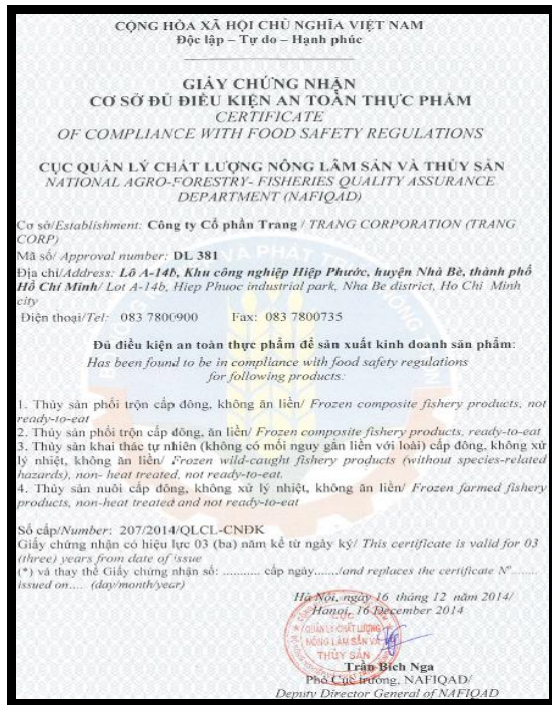 CỘNG HÒA XÃ HỘI CHỦ NGHĨA VIỆT NAM
Độc lập – Tự do – Hạnh phúc
GIẤY CHỨNG NHẬN
CƠ SỞ ĐỦ ĐIỀU KIỆN AN TOÀN THỰC PHẨM
CERTIFICATE
OF COMPLIANCE WITH FOOD SAFETY REGULATIONS
CỤC QUẢN LÝ CHẤT LƯỢNG NÔNG LÂM SẢN VÀ THỦY SẢN
NATIONAL AGRO-FORESTRY- FISHERIES QUALITY ASSURANCE
DEPARTMENT (NAFIQAD)
Cơ sở/Establishment: Công ty Cổ phần Trang / TRANG CORPORATION (TRANG
CORP)
Mã số/ Approval number: DL 381
Địa chỉ/Address: Lô A-14b, Khu công nghiệp Hiệp Phước, huyện Nhà Bè, thành phố
Hồ Chí Minh/ Lot A-14b, Hiep Phuoc industrial park, Nha Be district, Ho Chi Minh
city
Điện thoại/Tel: 083 7800900 Fax: 083 7800735
Đủ điều kiện an toàn thực phẩm để sản xuất kinh doanh sản phẩm:
Has been found to be in compliance with food safety regulations
for following products:
1. Thủy sản phối trộn cấp đông, không ăn liền/ Frozen composite fishery products, not
ready-to-eat
2. Thủy sản phối trộn cấp đông, ăn liền/ Frozen composite fishery products, ready-to-eat
3. Thủy sản khai thác tự nhiên (không có mối nguy gắn liền với loài) cấp đông, không xử
lý nhiệt, không ăn liền/ Frozen wild-caught fishery products (without species-related
hazards), non- heat treated, not ready-to-eat.
4. Thủy sản nuôi cấp đông, không xử lý nhiệt, không ăn liền/ Frozen farmed fishery
products, non-heat treated and not ready-to-eat
Số cấp/Number: 207/2014/QLCL-CNĐK
Giấy chứng nhận có hiệu lực 03 (ba) năm kể từ ngày ký/ This certificate is valid for 03
(three) years from date of issue
(*) và thay thế Giấy chứng nhận số: ........... cấp ngày......./and replaces the certificate Nº.......
issued on.... (day/month/year)
Hà Nội, ngày 16 tháng 12 năm 2014/
Hanoi, 16 December 2014
CỤC
QUẢN LÝ CHẤT LƯỢNG
NÔNG LÂM SẢN VÀ
THỦY SẢN
Trần Bích Nga
Phó Cục trưởng, NAFIQAD/
Deputy Director General of NAFIQAD